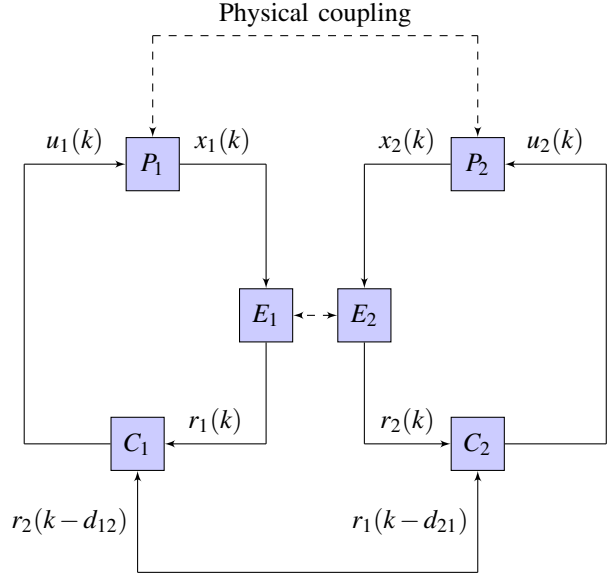 Physical coupling
u₁(k)
P₁
x₁(k)
x₂(k)
P₂
u₂(k)
E₁
E₂
r₁(k)
r₂(k)
C₁
C₂
r₂(k − d₁₂)
r₁(k − d₂₁)